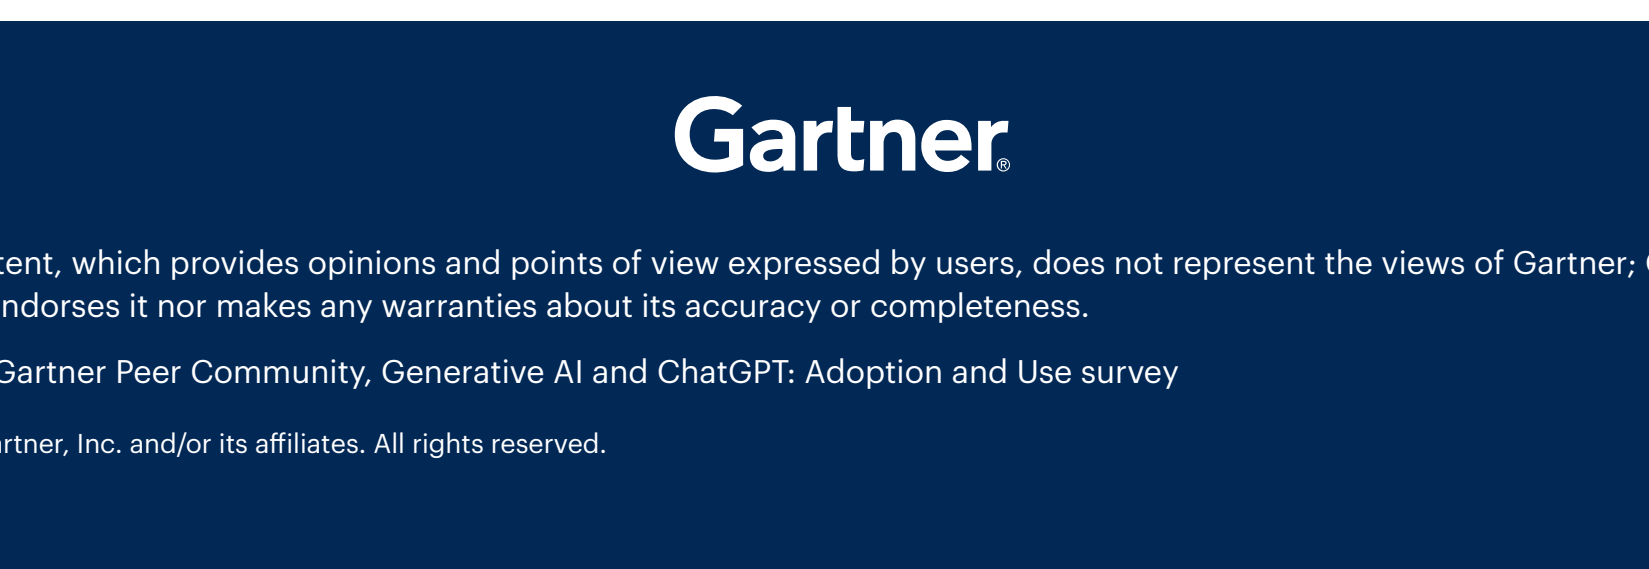 Gartner®
tent, which provides opinions and points of view expressed by users, does not represent the views of Gartner;
ndorses it nor makes any warranties about its accuracy or completeness.
Gartner Peer Community, Generative AI and ChatGPT: Adoption and Use survey
artner, Inc. and/or its affiliates. All rights reserved.